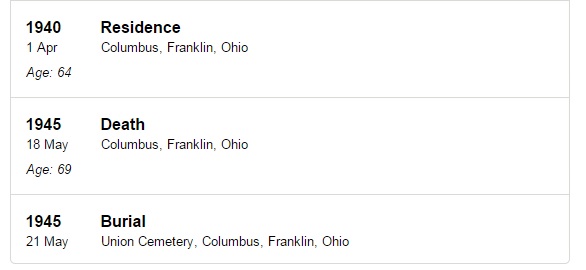 1940 Residence
1 Apr Columbus, Franklin, Ohio
Age: 64
1945 Death
18 May Columbus, Franklin, Ohio
Age: 69
1945 Burial
21 May Union Cemetery, Columbus, Franklin, Ohio